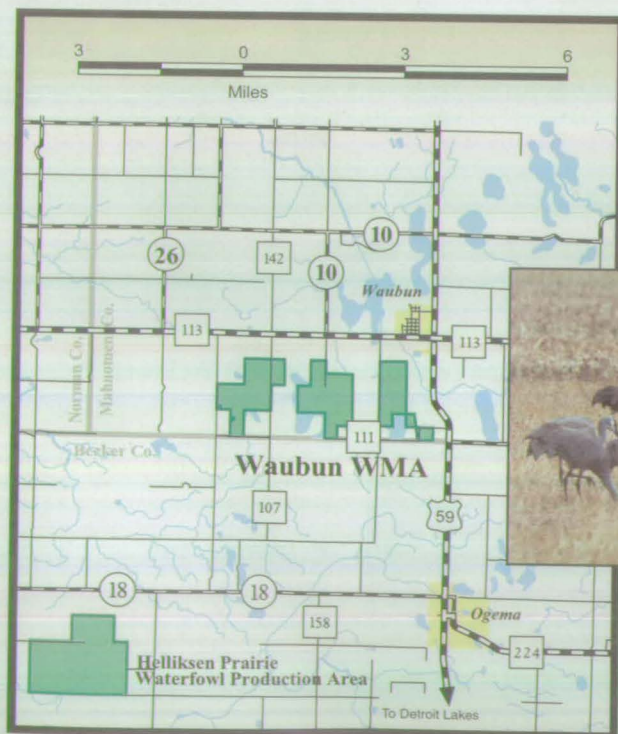 3 0 3 6
Miles
10
26
142
10
Waubun
113
113
Norman Co.
Mahnomen Co.
111
Becker Co.
Waubun WMA
107
59
18
18
Ogema
158
224
Helliksen Prairie
Waterfowl Production Area
To Detroit Lakes